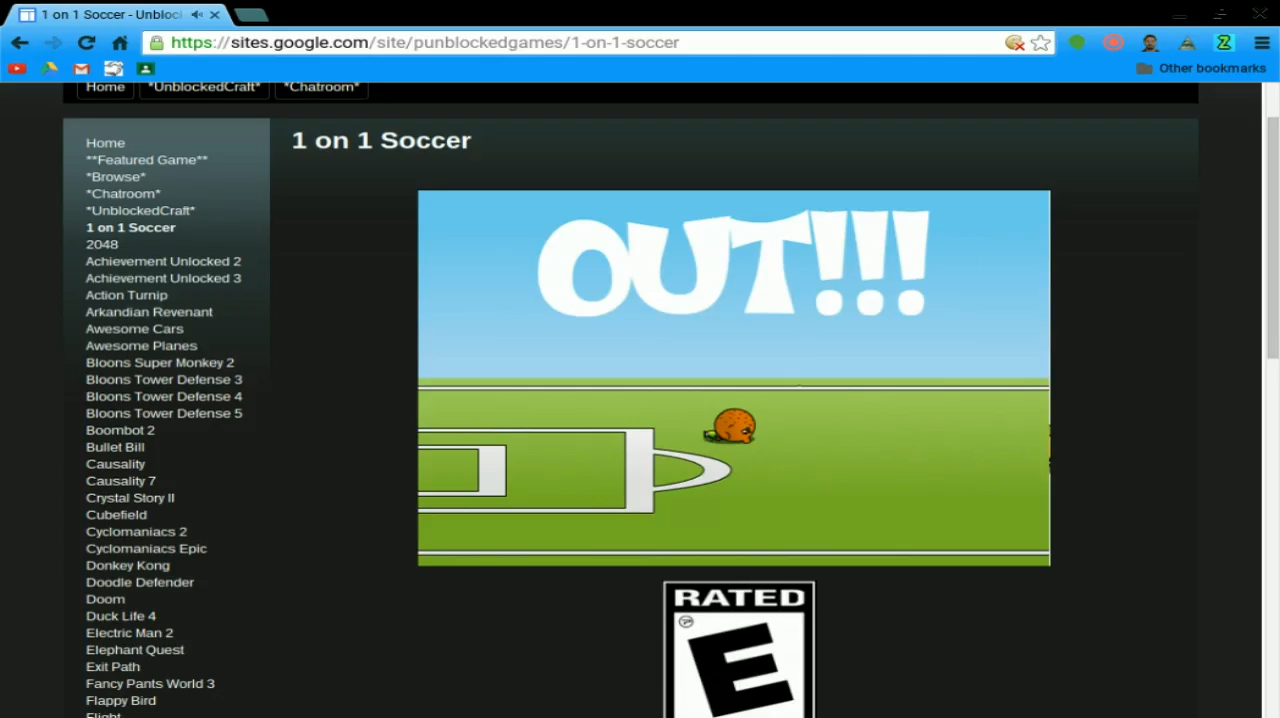 1 on 1 Soccer - Unbloc
https://sites.google.com/site/punblockedgames/1-on-1-soccer
Other bookmarks
Home
*UnblockedCraft*
*Chatroom*
Home
**Featured Game**
*Browse*
*Chatroom*
*UnblockedCraft*
1 on 1 Soccer
2048
Achievement Unlocked 2
Achievement Unlocked 3
Action Turnip
Arkandian Revenant
Awesome Cars
Awesome Planes
Bloons Super Monkey 2
Bloons Tower Defense 3
Bloons Tower Defense 4
Bloons Tower Defense 5
Boombot 2
Bullet Bill
Causality
Causality 7
Crystal Story II
Cubefield
Cyclomaniacs 2
Cyclomaniacs Epic
Donkey Kong
Doodle Defender
Doom
Duck Life 4
Electric Man 2
Elephant Quest
Exit Path
Fancy Pants World 3
Flappy Bird
Flight
1 on 1 Soccer
OUT!!!
RATED
E